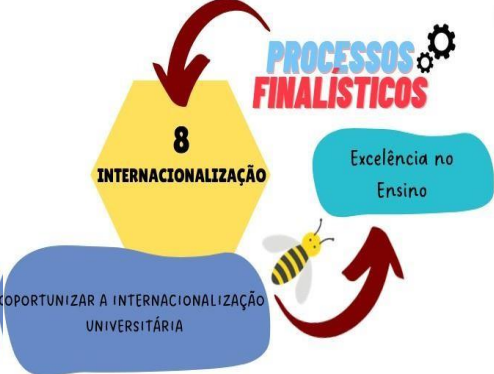 PROCESSOS
FINALÍSTICOS
8
INTERNACIONALIZAÇÃO
Excelência no
Ensino
OPORTUNIZAR A INTERNACIONALIZAÇÃO
UNIVERSITÁRIA